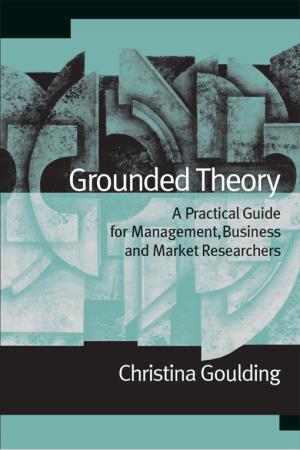 Grounded Theory
A Practical Guide
for Management, Business
and Market Researchers
Christina Goulding